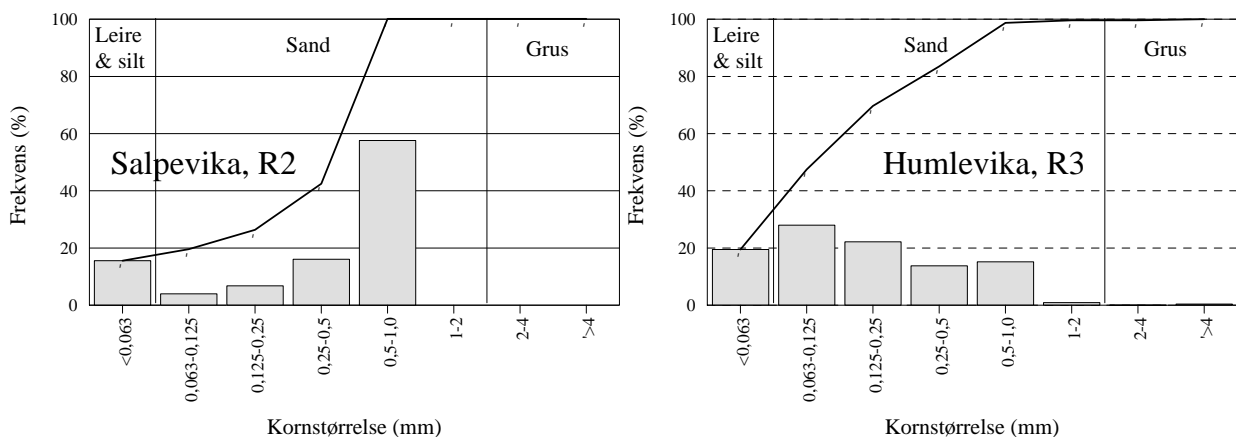 100
80
60
40
20
0
Frekvens (%)
Leire
& silt
Sand
Grus
Salpevika, R2
<0,063
0,063-0,125
0,125-0,25
0,25-0,5
0,5-1,0
1-2
2-4
'>4
Kornstørrelse (mm)
100
80
60
40
20
0
Frekvens (%)
Leire
& silt
Sand
Grus
Humlevika, R3
<0,063
0,063-0,125
0,125-0,25
0,25-0,5
0,5-1,0
1-2
2-4
'>4
Kornstørrelse (mm)